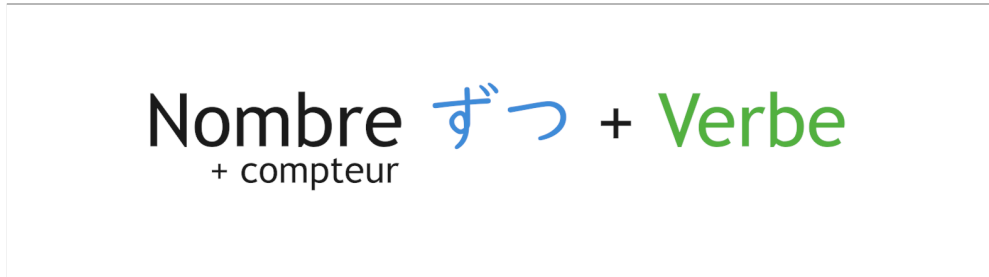 Nombre ずつ + Verbe
+ compteur